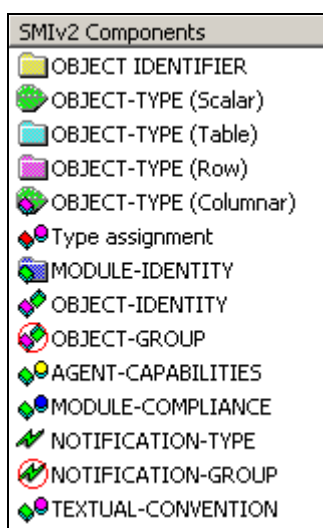 SMIv2 Components
OBJECT IDENTIFIER
OBJECT-TYPE (Scalar)
OBJECT-TYPE (Table)
OBJECT-TYPE (Row)
OBJECT-TYPE (Columnar)
Type assignment
MODULE-IDENTITY
OBJECT-IDENTITY
OBJECT-GROUP
AGENT-CAPABILITIES
MODULE-COMPLIANCE
NOTIFICATION-TYPE
NOTIFICATION-GROUP
TEXTUAL-CONVENTION